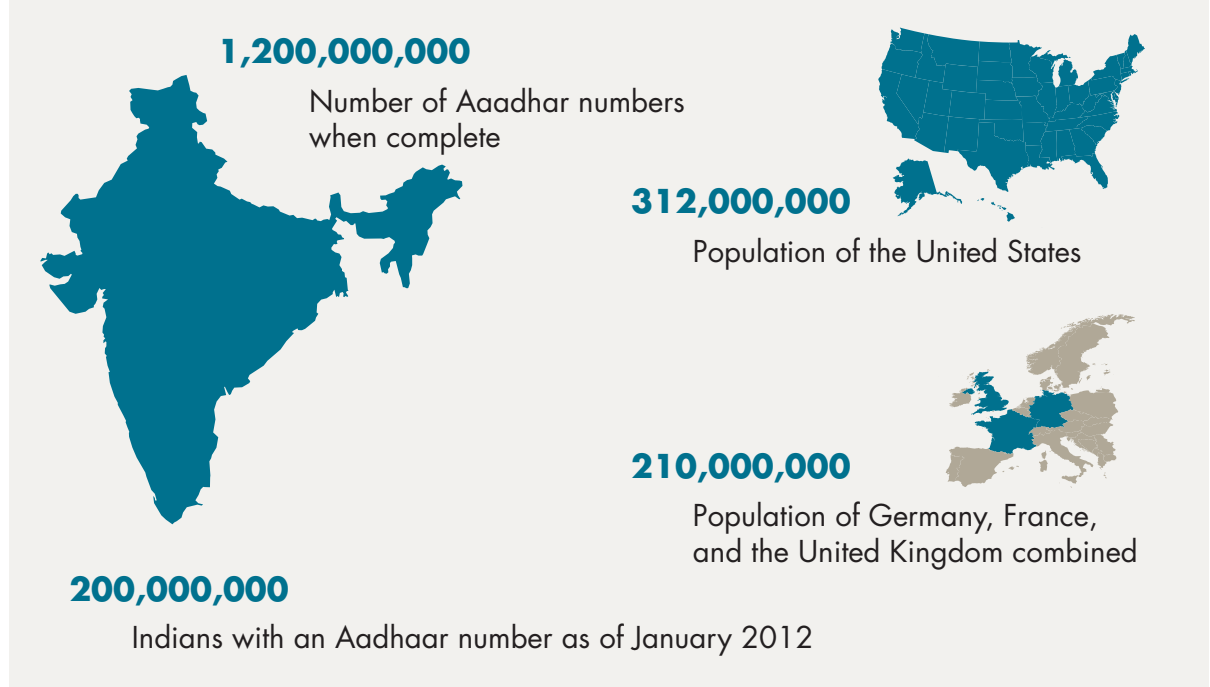 1,200,000,000
Number of Aaadhar numbers
when complete
312,000,000
Population of the United States
210,000,000
Population of Germany, France,
and the United Kingdom combined
200,000,000
Indians with an Aadhaar number as of January 2012